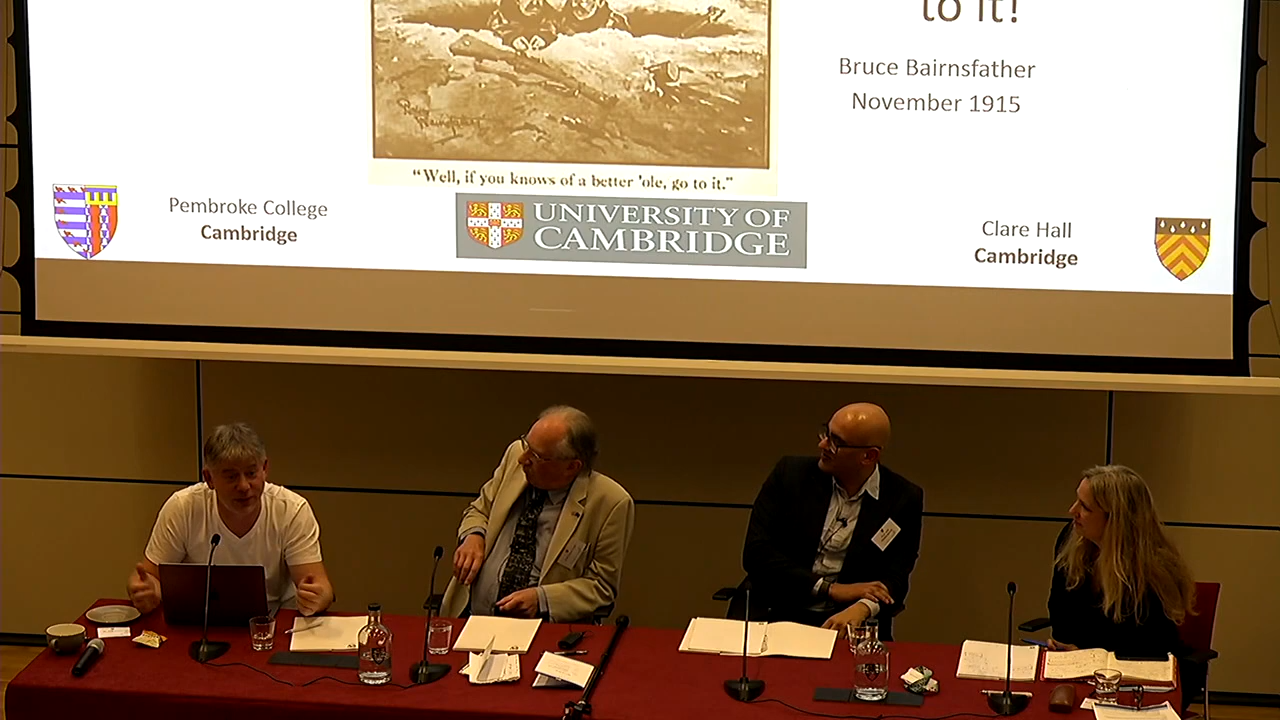 to it!
Bruce Bairnsfather
November 1915
"Well, if you knows of a better 'ole, go to it."
Pembroke College
Cambridge
UNIVERSITY OF
CAMBRIDGE
Clare Hall
Cambridge